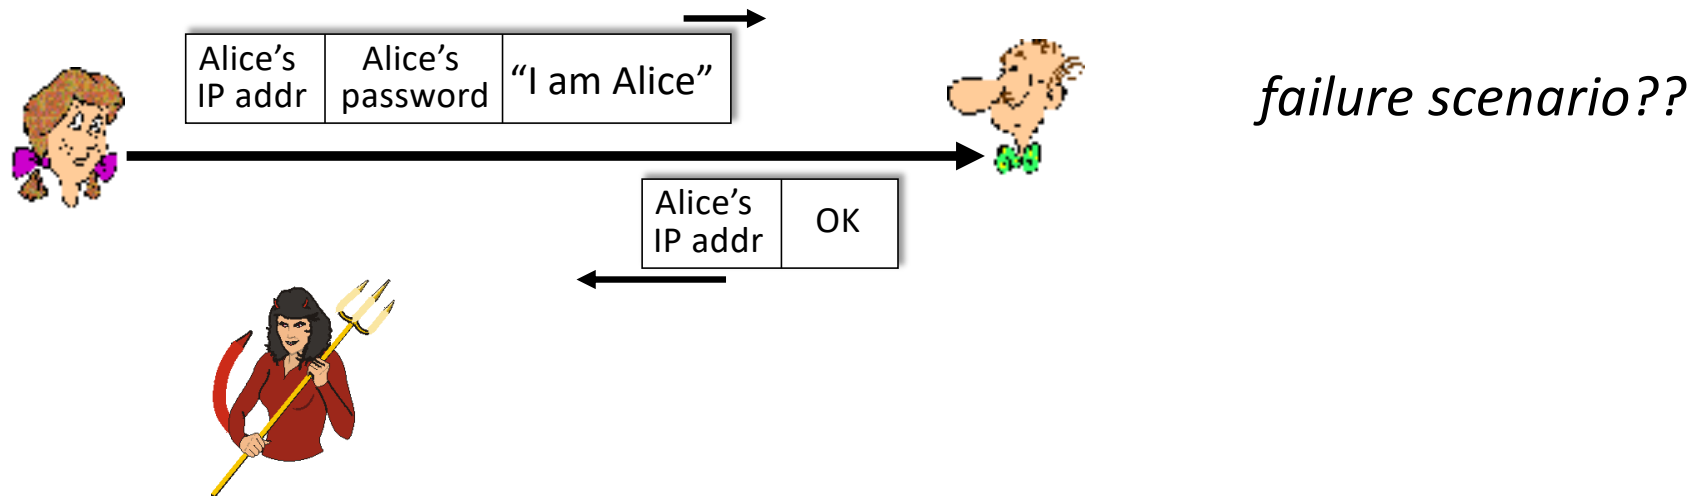 Alice’s
IP addr
Alice’s
password
“I am Alice”
failure scenario??
Alice’s
IP addr
OK